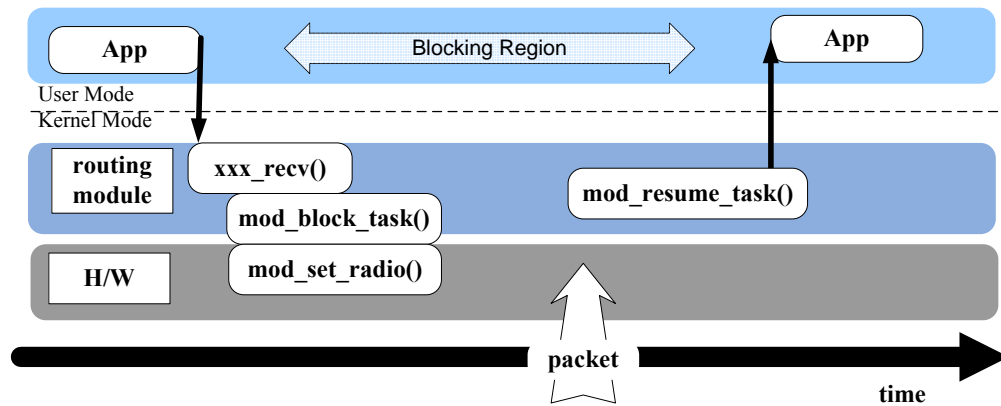 App
Blocking Region
App
User Mode
Kernel Mode
routing
module
xxx_recv()
mod_resume_task()
mod_block_task()
H/W
mod_set_radio()
packet
time